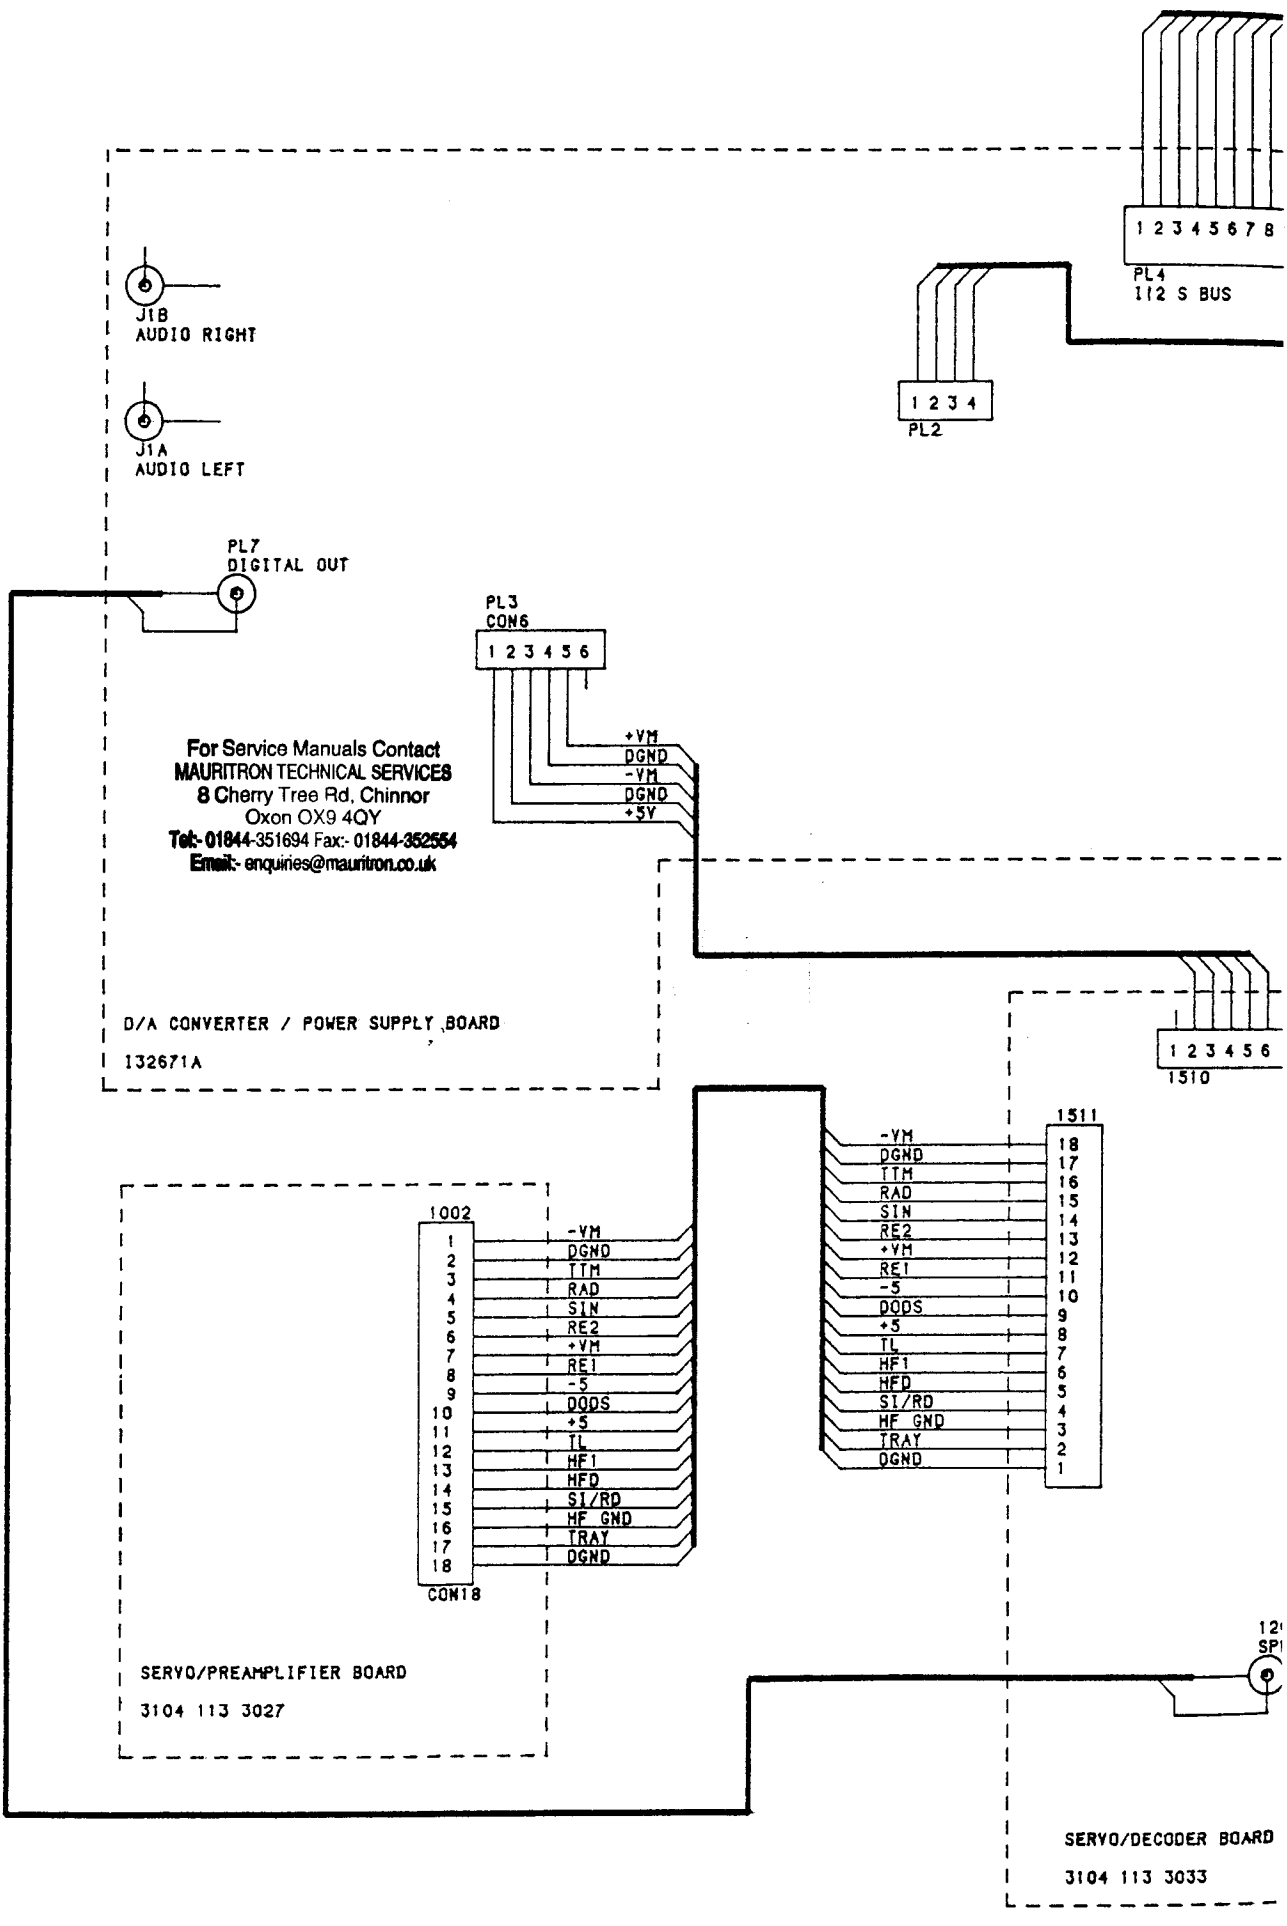 1 2 3 4 5 6 7 8
PL4
I12 S BUS
J1B
AUDIO RIGHT
1 2 3 4
PL2
J1A
AUDIO LEFT
PL7
DIGITAL OUT
PL3
CON6
1 2 3 4 5 6
+VM
DGND
-VM
DGND
+5V
For Service Manuals Contact
MAURITRON TECHNICAL SERVICES
8 Cherry Tree Rd, Chinnor
Oxon OX9 4QY
Tel:- 01844-351694 Fax:- 01844-352554
Email:- enquiries@mauritron.co.uk
D/A CONVERTER / POWER SUPPLY BOARD
I32671A
1 2 3 4 5 6
1510
1511
-VM 18
DGND 17
TTM 16
RAD 15
SIN 14
RE2 13
+VM 12
RE1 11
-5 10
DODS 9
+5 8
TL 7
HF1 6
HFD 5
SI/RD 4
HF GND 3
TRAY 2
DGND 1
1002
1 -VM
2 DGND
3 TTM
4 RAD
5 SIN
6 RE2
7 +VM
8 RE1
9 -5
10 DODS
11 +5
12 TL
13 HF1
14 HFD
15 SI/RD
16 HF GND
17 TRAY
18 DGND
CON18
SERVO/PREAMPLIFIER BOARD
3104 113 3027
SERVO/DECODER BOARD
3104 113 3033